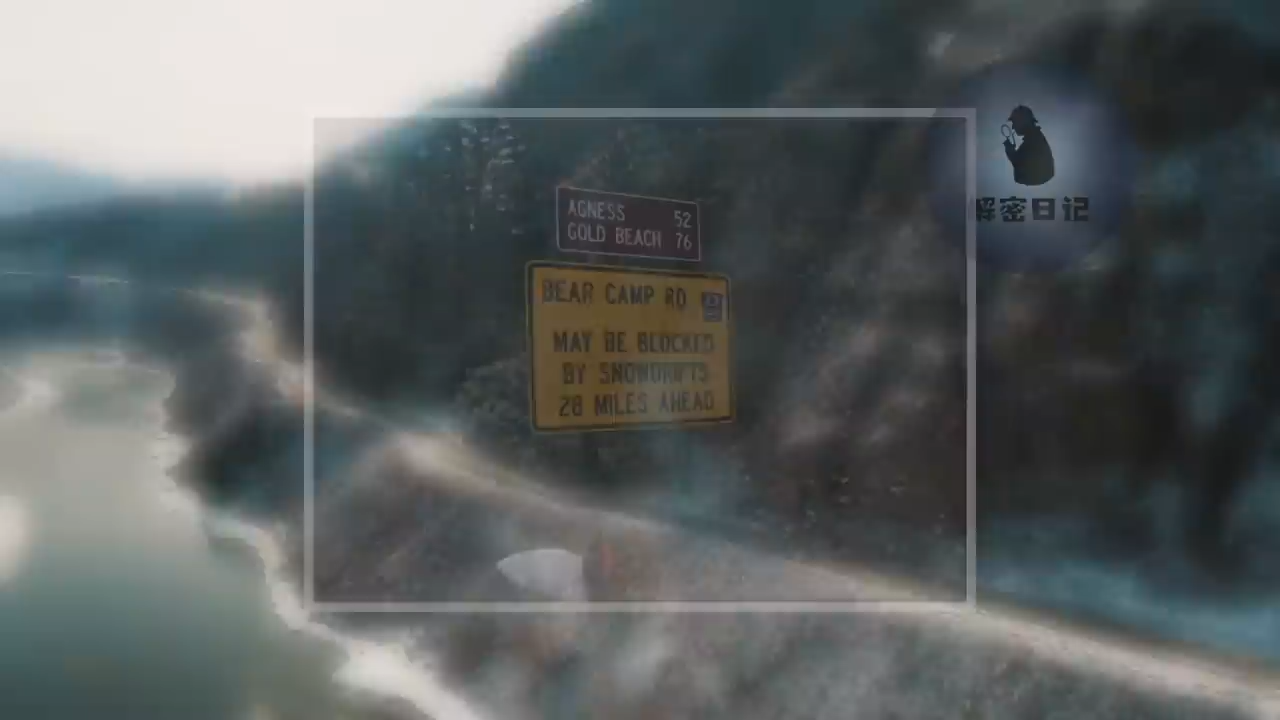 AGNESS 52
GOLD BEACH 76
BEAR CAMP RD
MAY BE BLOCKED
BY SNOWDRIFTS
28 MILES AHEAD
解密日记